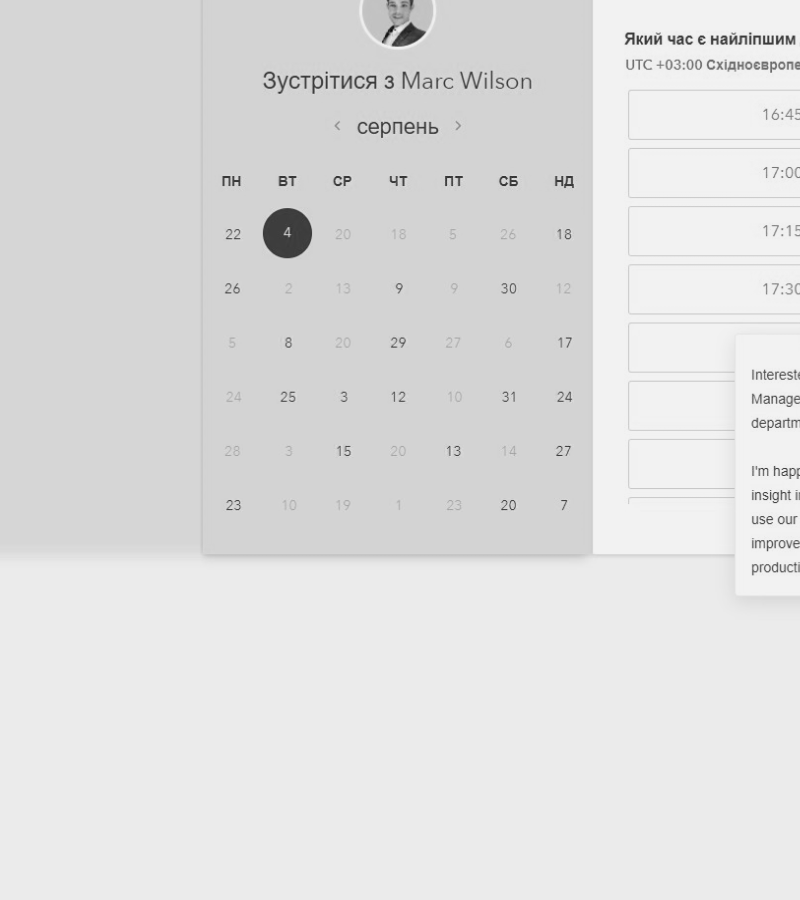 Зустрітися з Marc Wilson
серпень
ПН ВТ СР ЧТ ПТ СБ НД
22 4 20 18 5 26 18
26 2 13 9 9 30 12
5 8 20 29 27 6 17
24 25 3 12 10 31 24
28 3 15 20 13 14 27
23 10 19 1 23 20 7
Який час є найліпшим
UTC +03:00 Східноєвропе
16:45
17:00
17:15
17:30
Intereste
Manage
departm
I'm happ
insight i
use our
improve
producti